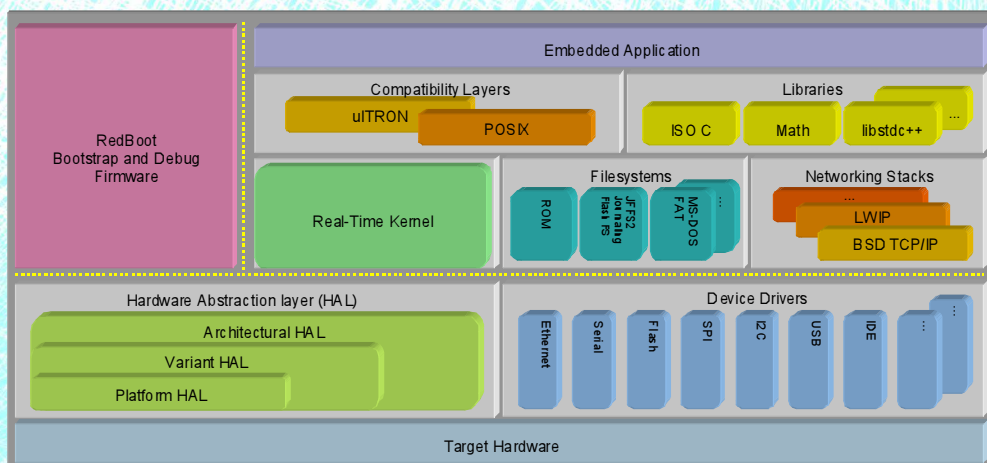 Embedded Application
RedBoot
Bootstrap and Debug
Firmware
Compatibility Layers
uITRON
POSIX
Libraries
ISO C
Math
libstdc++
...
Real-Time Kernel
Filesystems
ROM
JFFS2
Journaling
Flash FS
MS-DOS
FAT
...
Networking Stacks
...
LWIP
BSD TCP/IP
Hardware Abstraction layer (HAL)
Architectural HAL
Variant HAL
Platform HAL
Device Drivers
Ethernet
Serial
Flash
SPI
I2C
USB
IDE
...
...
Target Hardware